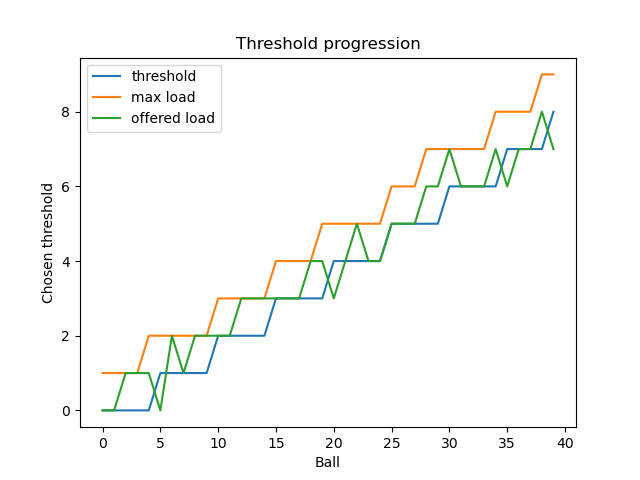 Threshold progression
threshold
max load
offered load
Chosen threshold
8
6
4
2
0
0 5 10 15 20 25 30 35 40
Ball